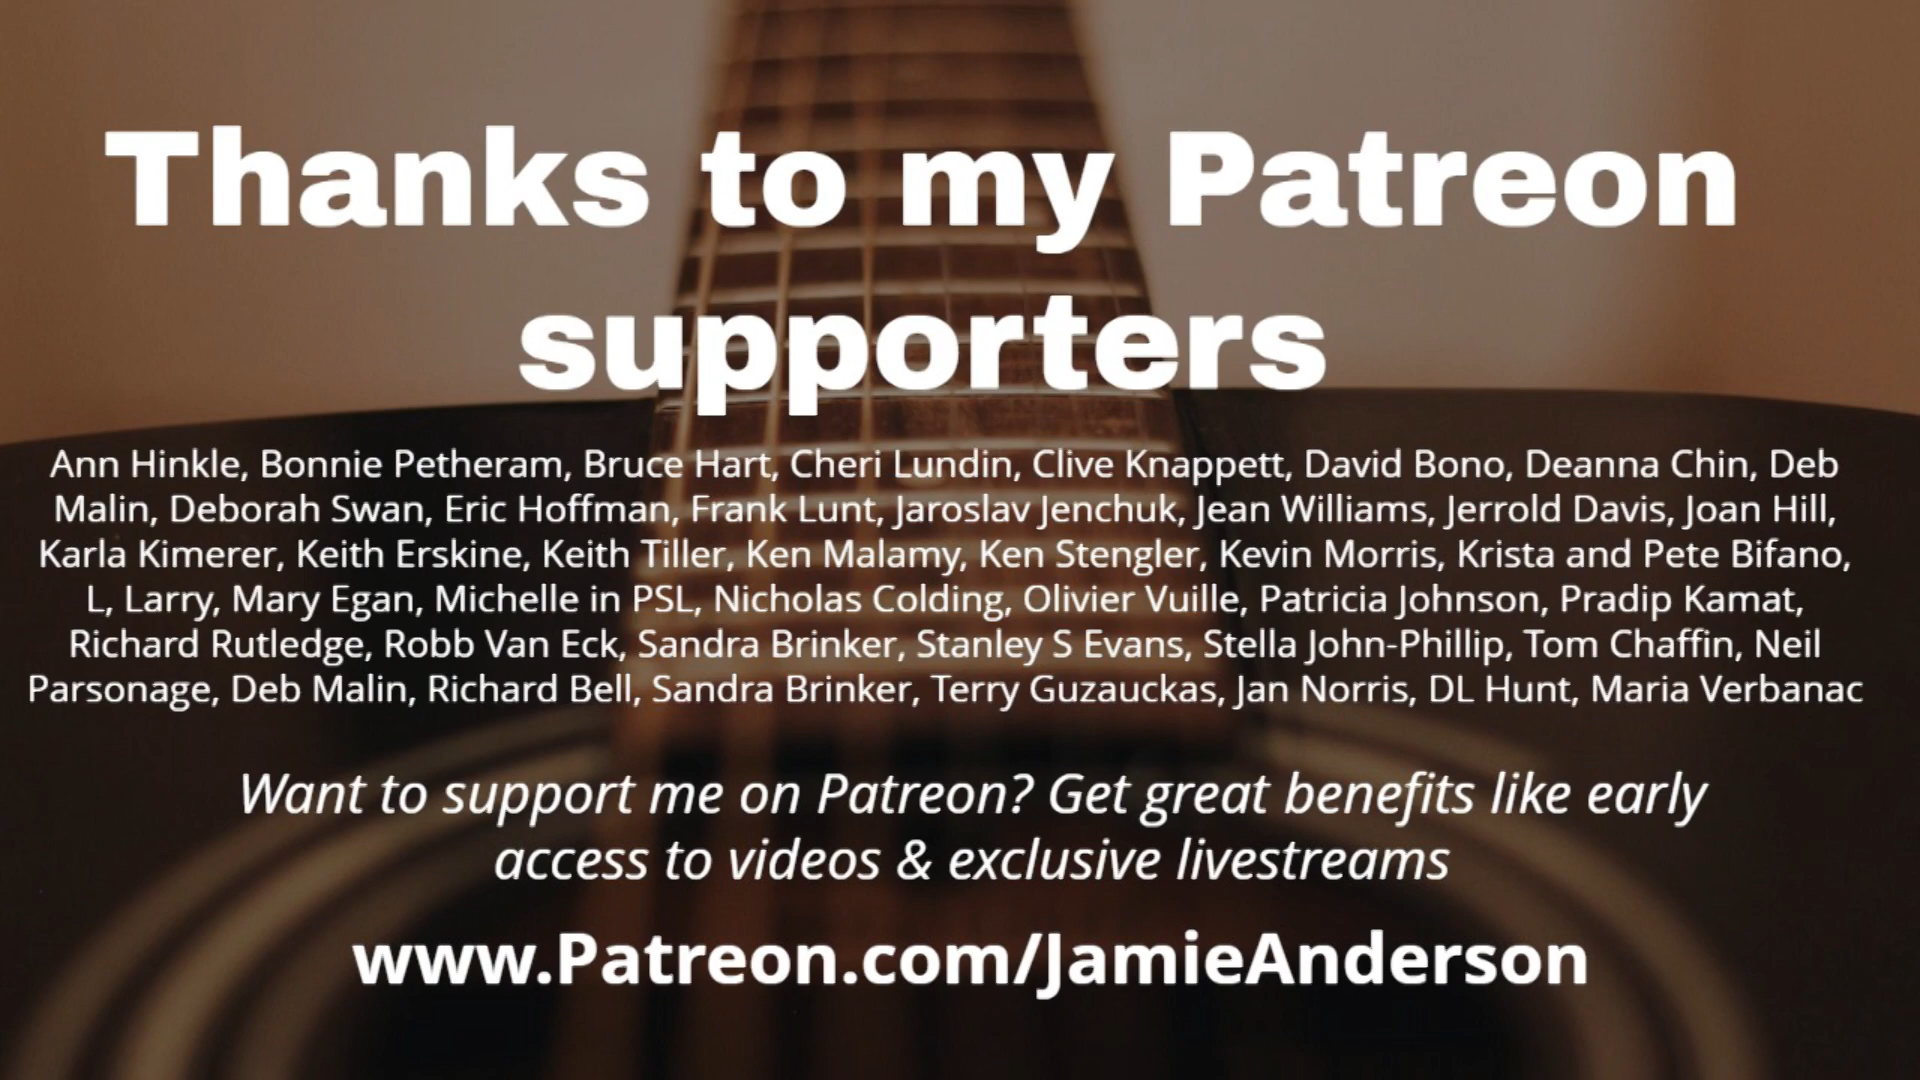 Thanks to my Patreon
supporters
Ann Hinkle, Bonnie Petheram, Bruce Hart, Cheri Lundin, Clive Knappett, David Bono, Deanna Chin, Deb
Malin, Deborah Swan, Eric Hoffman, Frank Lunt, Jaroslav Jenchuk, Jean Williams, Jerrold Davis, Joan Hill,
Karla Kimerer, Keith Erskine, Keith Tiller, Ken Malamy, Ken Stengler, Kevin Morris, Krista and Pete Bifano,
L, Larry, Mary Egan, Michelle in PSL, Nicholas Colding, Olivier Vuille, Patricia Johnson, Pradip Kamat,
Richard Rutledge, Robb Van Eck, Sandra Brinker, Stanley S Evans, Stella John-Phillip, Tom Chaffin, Neil
Parsonage, Deb Malin, Richard Bell, Sandra Brinker, Terry Guzauckas, Jan Norris, DL Hunt, Maria Verbanac
Want to support me on Patreon? Get great benefits like early
access to videos & exclusive livestreams
www.Patreon.com/JamieAnderson